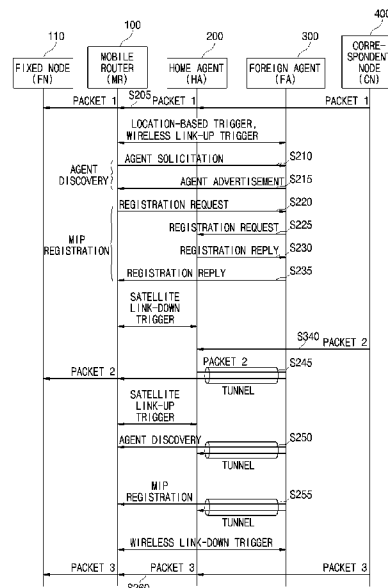 400
110
100
200
300
FIXED NODE
(FN)
MOBILE
ROUTER
(MR)
HOME AGENT
(HA)
FOREIGN AGENT
(FA)
CORRE-
SPONDENT
NODE
(CN)
PACKET 1
S205
PACKET 1
PACKET 1
LOCATION-BASED TRIGGER,
WIRELESS LINK-UP TRIGGER
AGENT
DISCOVERY
AGENT SOLICITATION
S210
AGENT ADVERTISEMENT
S215
MIP
REGISTRATION
REGISTRATION REQUEST
S220
REGISTRATION REQUEST
S225
REGISTRATION REPLY
S230
REGISTRATION REPLY
S235
SATELLITE
LINK-DOWN
TRIGGER
S340
PACKET 2
PACKET 2
S245
PACKET 2
TUNNEL
SATELLITE
LINK-UP
TRIGGER
AGENT DISCOVERY
S250
TUNNEL
MIP
REGISTRATION
S255
TUNNEL
WIRELESS LINK-DOWN TRIGGER
PACKET 3
PACKET 3
PACKET 3
S260